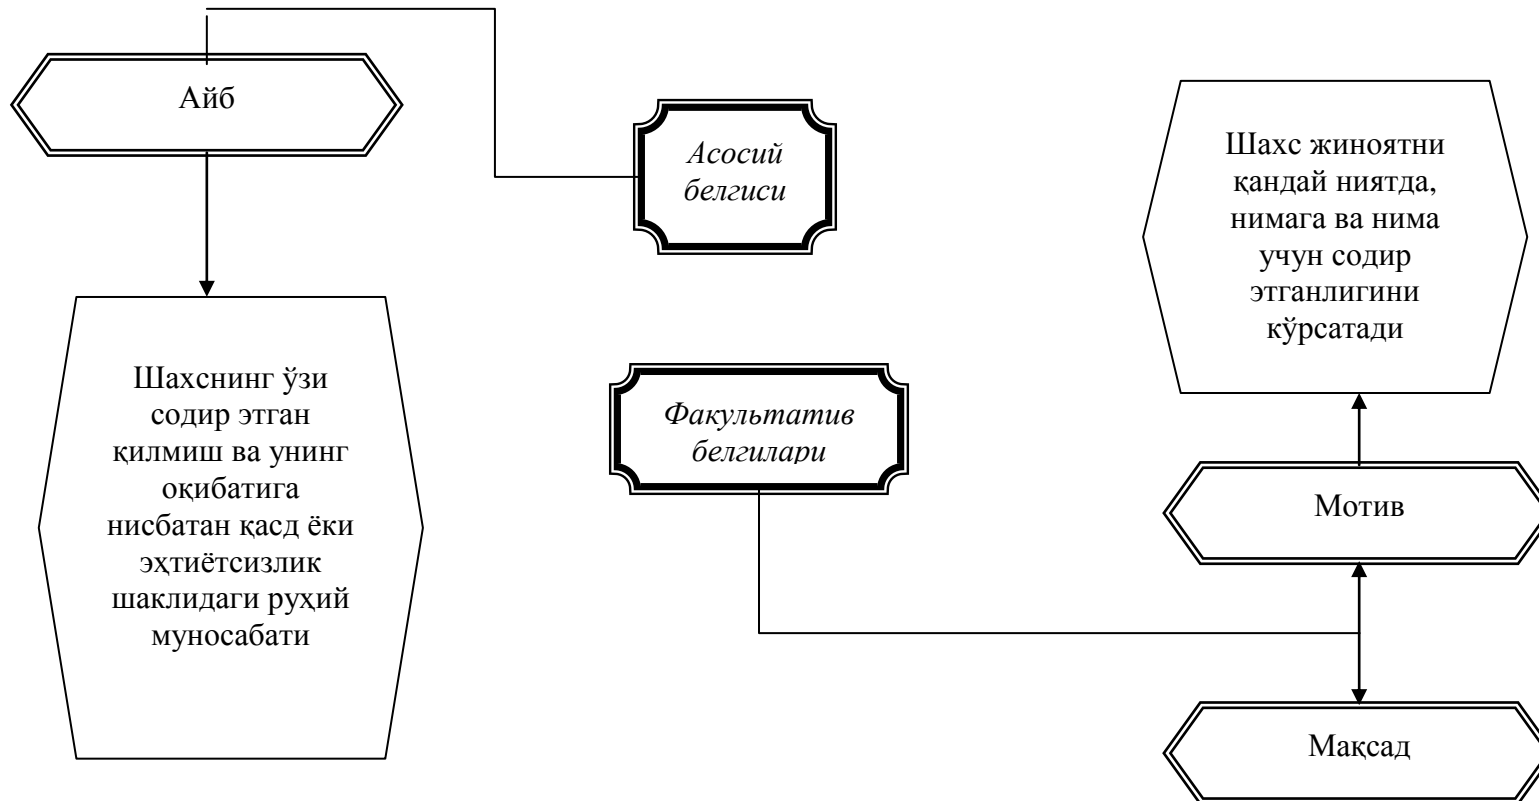 Айб
Асосий
белгиси
Шахс жиноятни
қандай ниятда,
нимага ва нима
учун содир
этганлигини
кўрсатади
Шахснинг ўзи
содир этган
қилмиш ва унинг
оқибатига
нисбатан қасд ёки
эҳтиётсизлик
шаклидаги руҳий
муносабати
Факультатив
белгилари
Мотив
Мақсад